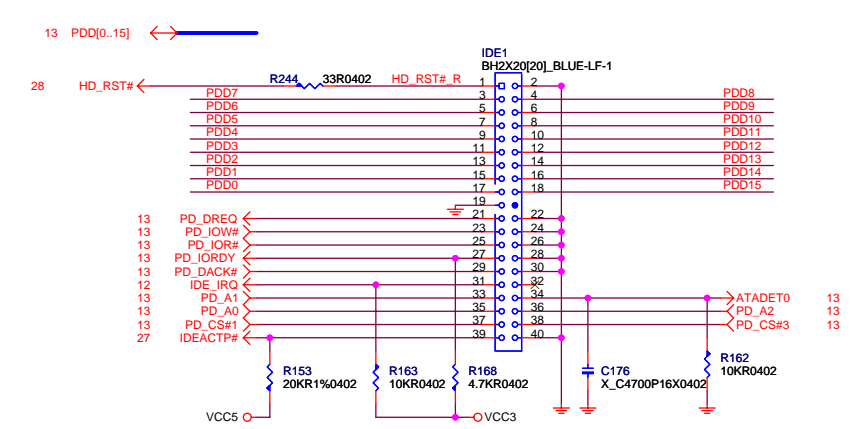 13 PDD[0..15]
IDE1
BH2X20[20]_BLUE-LF-1
28 HD_RST# R244 33R0402 HD_RST#_R 1 2
PDD7 3 4 PDD8
PDD6 5 6 PDD9
PDD5 7 8 PDD10
PDD4 9 10 PDD11
PDD3 11 12 PDD12
PDD2 13 14 PDD13
PDD1 15 16 PDD14
PDD0 17 18 PDD15
19
13 PD_DREQ 21 22
13 PD_IOW# 23 24
13 PD_IOR# 25 26
13 PD_IORDY 27 28
13 PD_DACK# 29 30
12 IDE_IRQ 31 32
13 PD_A1 33 34 ATADET0 13
13 PD_A0 35 36 PD_A2 13
13 PD_CS#1 37 38 PD_CS#3 13
27 IDEACTP# 39 40
R153 R163 R168 C176 R162
20KR1%0402 10KR0402 4.7KR0402 X_C4700P16X0402 10KR0402
VCC5 VCC3